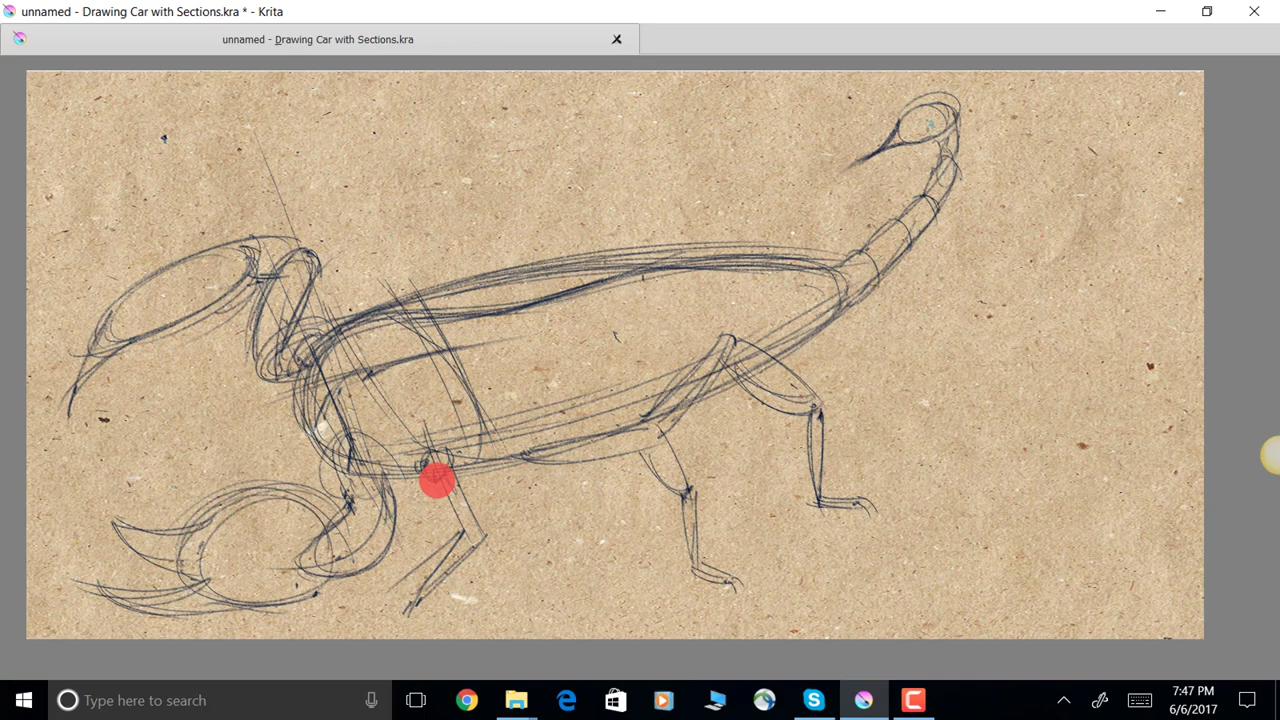 unnamed - Drawing Car with Sections.kra * - Krita
unnamed - Drawing Car with Sections.kra
Type here to search
7:47 PM
6/6/2017